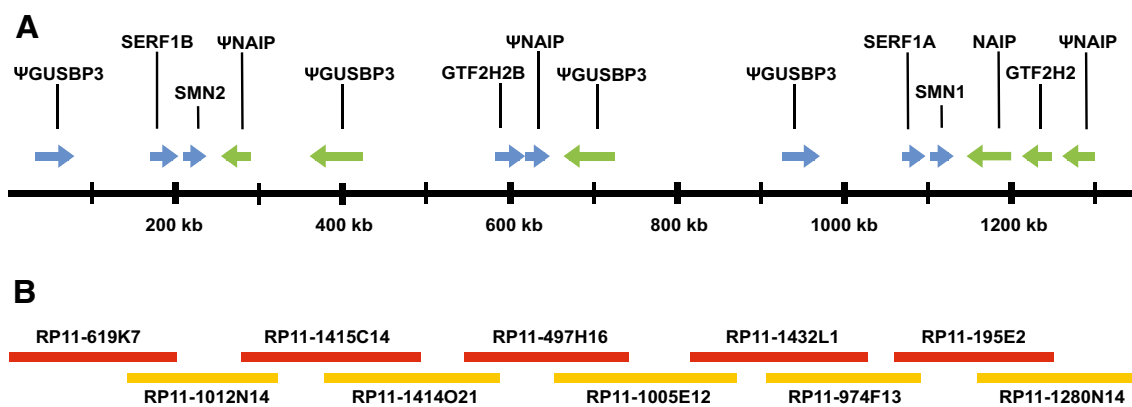 A
SERF1B ΨNAIP ΨNAIP SERF1A NAIP ΨNAIP
ΨGUSBP3 ΨGUSBP3 GTF2H2B ΨGUSBP3 ΨGUSBP3 GTF2H2
SMN2 SMN1
200 kb 400 kb 600 kb 800 kb 1000 kb 1200 kb
B
RP11-619K7 RP11-1415C14 RP11-497H16 RP11-1432L1 RP11-195E2
RP11-1012N14 RP11-1414O21 RP11-1005E12 RP11-974F13 RP11-1280N14